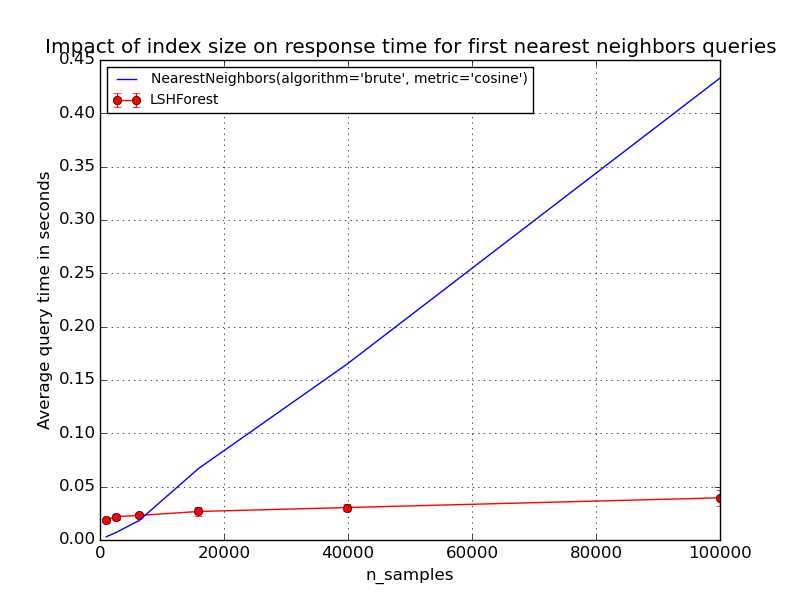 Impact of index size on response time for first nearest neighbors queries
NearestNeighbors(algorithm='brute', metric='cosine')
LSHForest
Average query time in seconds
0.45
0.40
0.35
0.30
0.25
0.20
0.15
0.10
0.05
0.00
0 20000 40000 60000 80000 100000
n_samples